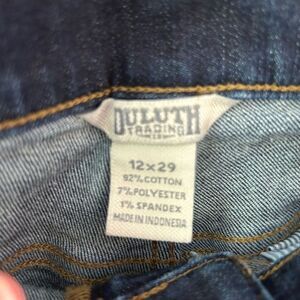 DULUTH
TRADING
12x29
92% COTTON
7% POLYESTER
1% SPANDEX
MADE IN INDONESIA